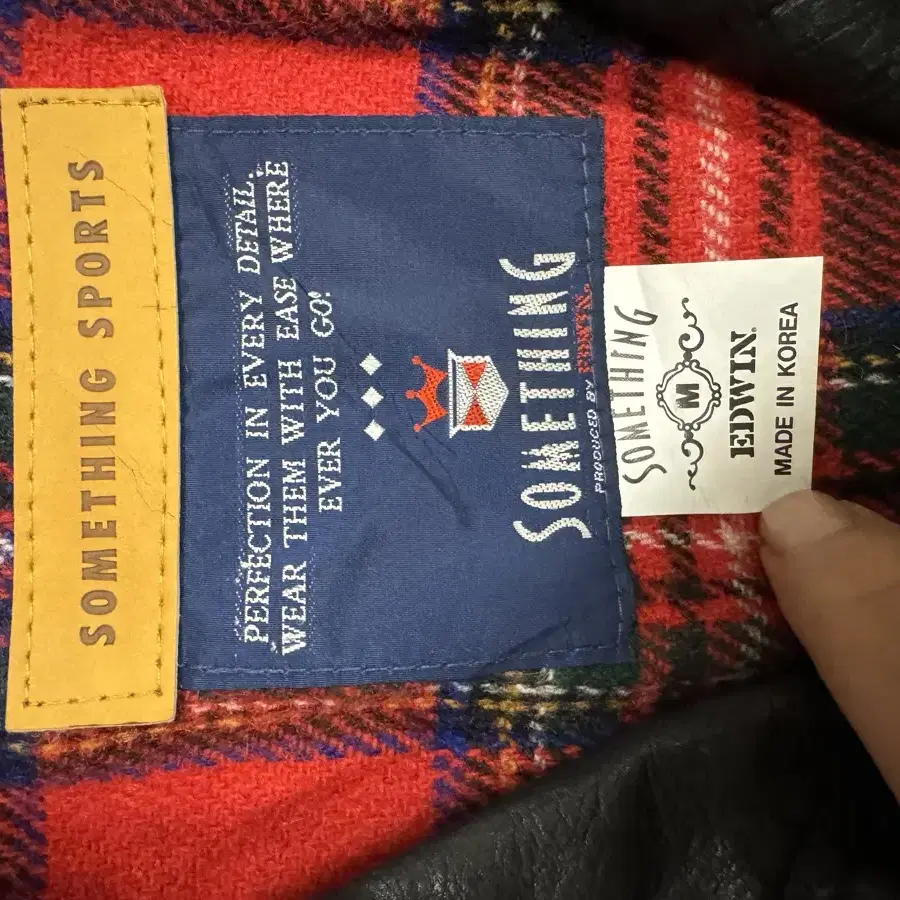 SOMETHING SPORTS
PERFECTION IN EVERY DETAIL.
WEAR THEM WITH EASE WHERE
EVER YOU GO!
SOMETHING
PRODUCED BY EDWIN.
SOMETHING
M
EDWIN.
MADE IN KOREA